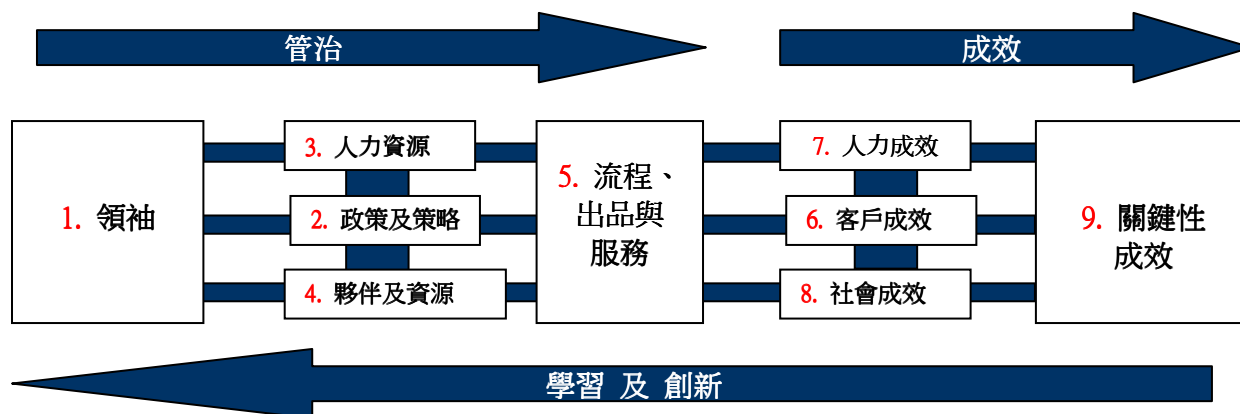 管治
成效
3. 人力資源
7. 人力成效
1. 領袖
2. 政策及策略
5. 流程、
出品與
服務
6. 客戶成效
9. 關鍵性
成效
4. 夥伴及資源
8. 社會成效
學習 及 創新